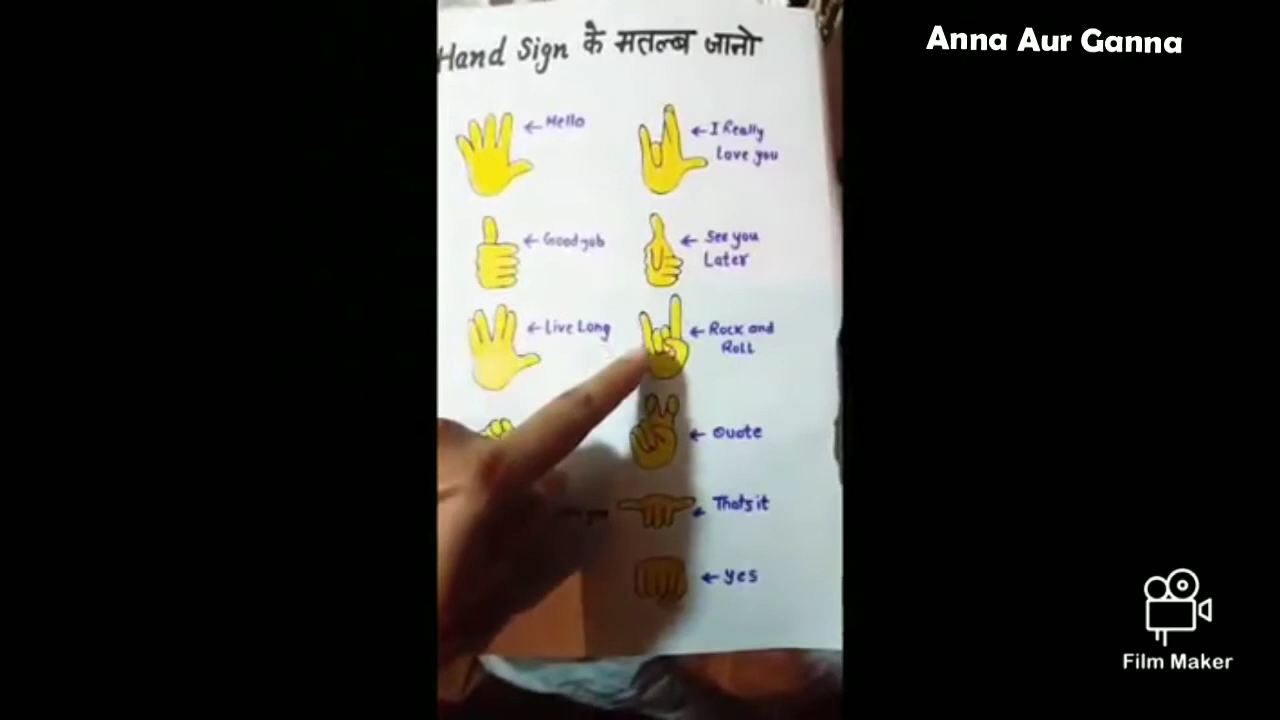 Anna Aur Ganna
Hand Sign के मतल्ब जानो
←Hello
←I Really
Love you
←Good job
←See you
Later
←Live Long
←Rock and
Roll
←Quote
←Thats it
←yes
Film Maker